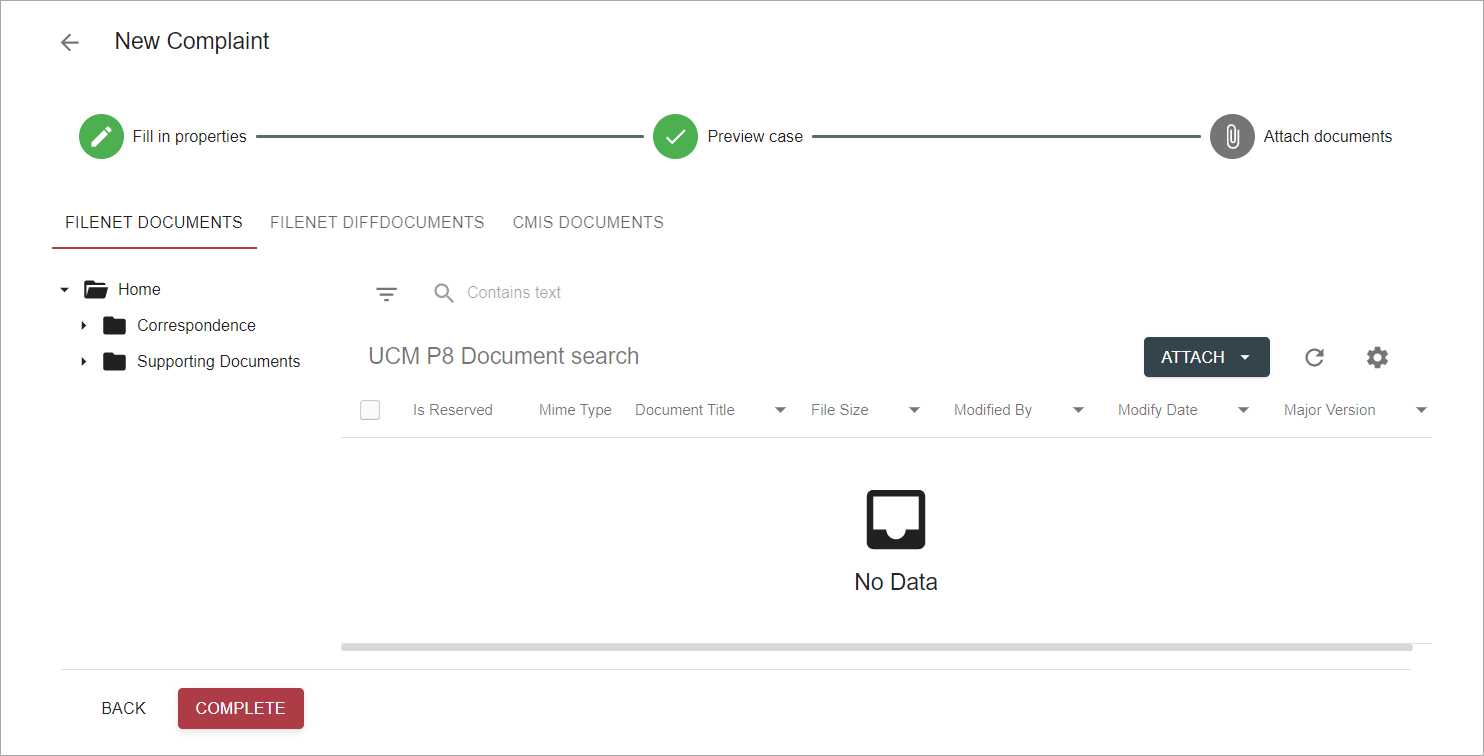 New Complaint
Fill in properties
Preview case
Attach documents
FILENET DOCUMENTS
FILENET DIFFDOCUMENTS
CMIS DOCUMENTS
Home
Correspondence
Supporting Documents
Contains text
UCM P8 Document search
ATTACH
Is Reserved
Mime Type
Document Title
File Size
Modified By
Modify Date
Major Version
No Data
BACK
COMPLETE